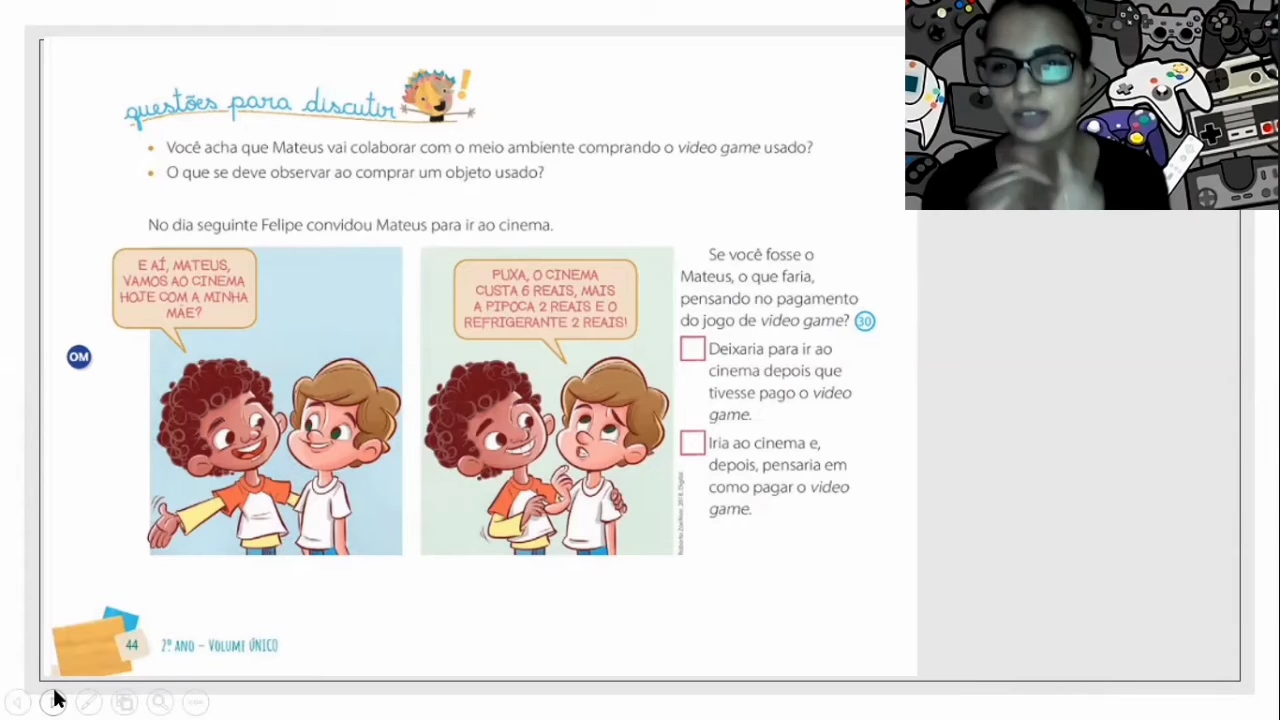 questões para discutir
• Você acha que Mateus vai colaborar com o meio ambiente comprando o video game usado?
• O que se deve observar ao comprar um objeto usado?
No dia seguinte Felipe convidou Mateus para ir ao cinema.
E AÍ, MATEUS,
VAMOS AO CINEMA
HOJE COM A MINHA
MÃE?
PUXA, O CINEMA
CUSTA 6 REAIS, MAIS
A PIPOCA 2 REAIS E O
REFRIGERANTE 2 REAIS!
Se você fosse o
Mateus, o que faria,
pensando no pagamento
do jogo de video game? 30
Deixaria para ir ao
cinema depois que
tivesse pago o video
game.
Iria ao cinema e,
depois, pensaria em
como pagar o video
game.
OM
44 2º ANO – VOLUME ÚNICO